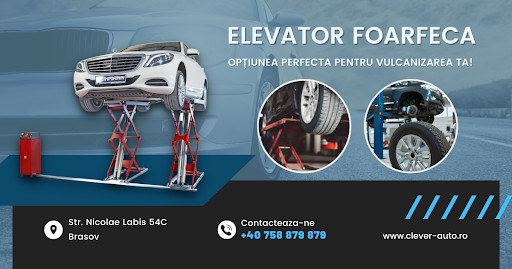 ELEVATOR FOARFECA
OPȚIUNEA PERFECTA PENTRU VULCANIZAREA TA!
Str. Nicolae Labis 54C
Brasov
Contacteaza-ne
+40 758 879 879
www.clever-auto.ro